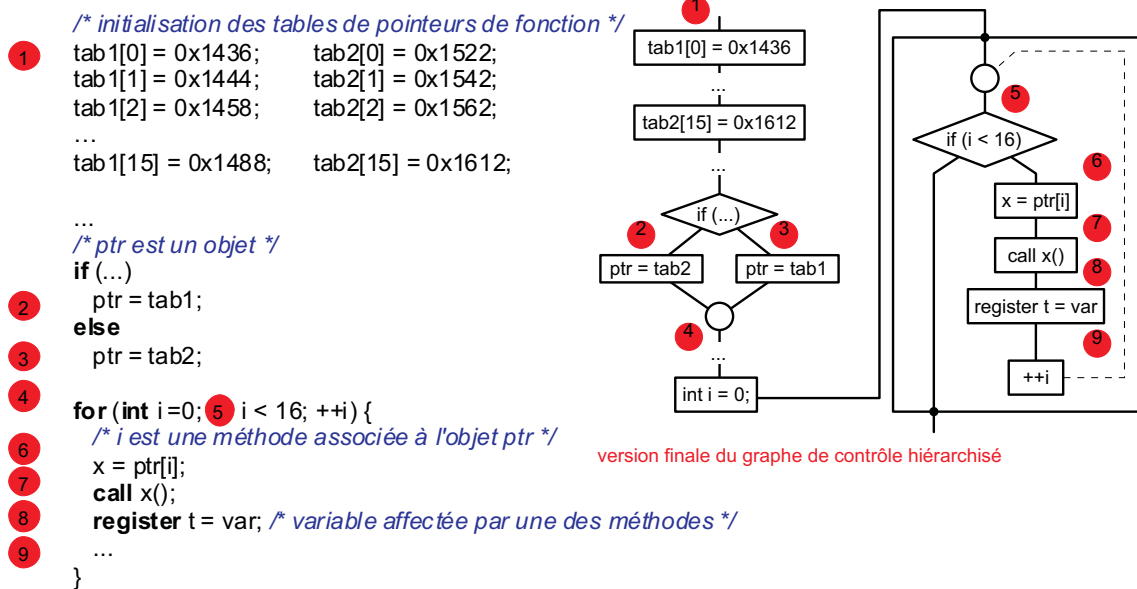 /* initialisation des tables de pointeurs de fonction */
1 tab1[0] = 0x1436; tab2[0] = 0x1522;
tab1[1] = 0x1444; tab2[1] = 0x1542;
tab1[2] = 0x1458; tab2[2] = 0x1562;
...
tab1[15] = 0x1488; tab2[15] = 0x1612;
...
/* ptr est un objet */
if (...)
2 ptr = tab1;
else
3 ptr = tab2;
4
for (int i=0; 5 i < 16; ++i) {
/* i est une méthode associée à l'objet ptr */
6 x = ptr[i];
7 call x();
8 register t = var; /* variable affectée par une des méthodes */
9 ...
}
1
tab1[0] = 0x1436
...
tab2[15] = 0x1612
...
if (...)
2
3
ptr = tab2
ptr = tab1
4
...
int i = 0;
5
if (i < 16)
6
x = ptr[i]
7
call x()
8
register t = var
9
++i
version finale du graphe de contrôle hiérarchisé